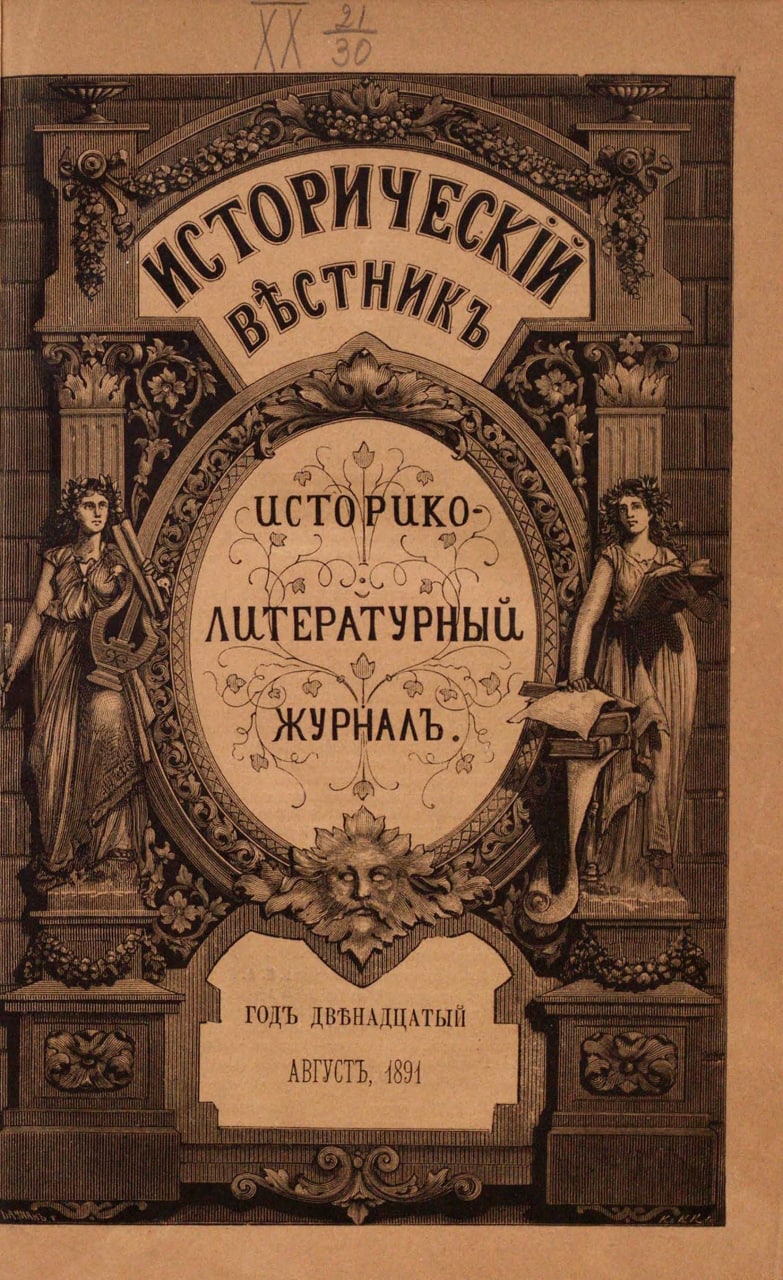 XX 21/30
ИСТОРИЧЕСКІЙ
ВѢСТНИКЪ
ИСТОРИКО-
ЛИТЕРАТУРНЫЙ
ЖУРНАЛЪ.
ГОДЪ ДВѢНАДЦАТЫЙ
АВГУСТЪ, 1891